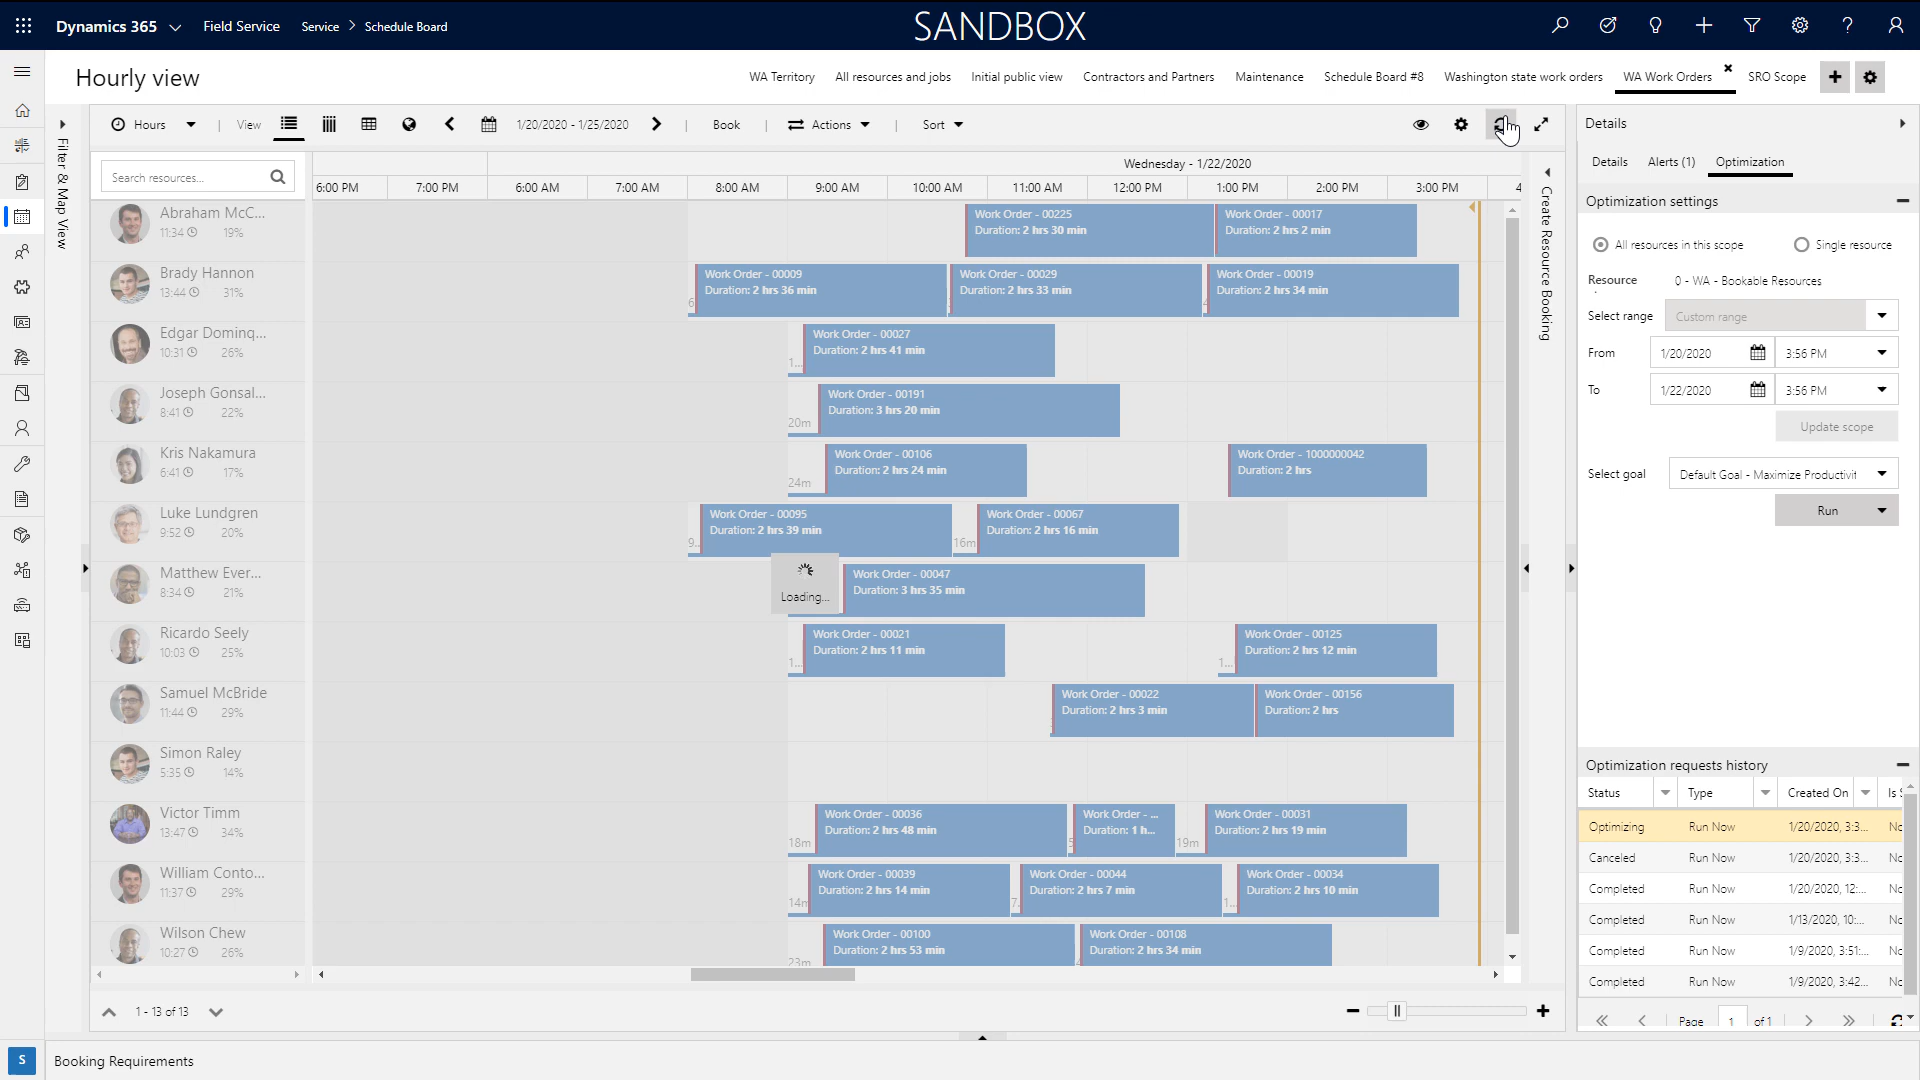 Dynamics 365 Field Service Service > Schedule Board SANDBOX
Hourly view
WA Territory All resources and jobs Initial public view Contractors and Partners Maintenance Schedule Board #8 Washington state work orders WA Work Orders SRO Scope
Hours View 1/20/2020 - 1/25/2020 Book Actions Sort
Filter & Map View
Search resources...
Wednesday - 1/22/2020
6:00 PM 7:00 PM 6:00 AM 7:00 AM 8:00 AM 9:00 AM 10:00 AM 11:00 AM 12:00 PM 1:00 PM 2:00 PM 3:00 PM 4
Abraham McC...
11:34 19%
Work Order - 00225
Duration: 2 hrs 30 min
Work Order - 00017
Duration: 2 hrs 2 min
Brady Hannon
13:44 31%
6
Work Order - 00009
Duration: 2 hrs 36 min
Work Order - 00029
Duration: 2 hrs 33 min
4
Work Order - 00019
Duration: 2 hrs 34 min
Edgar Doming...
10:31 26%
1...
Work Order - 00027
Duration: 2 hrs 41 min
Joseph Gonsal...
8:41 22%
20m
Work Order - 00191
Duration: 3 hrs 20 min
Kris Nakamura
6:41 17%
24m
Work Order - 00106
Duration: 2 hrs 24 min
Work Order - 1000000042
Duration: 2 hrs
Luke Lundgren
9:52 20%
9..
Work Order - 00095
Duration: 2 hrs 39 min
16m
Work Order - 00067
Duration: 2 hrs 16 min
Matthew Ever...
8:34 21%
Loading...
Work Order - 00047
Duration: 3 hrs 35 min
Ricardo Seely
10:03 25%
1...
Work Order - 00021
Duration: 2 hrs 11 min
1...
Work Order - 00125
Duration: 2 hrs 12 min
Samuel McBride
11:44 29%
Work Order - 00022
Duration: 2 hrs 3 min
Work Order - 00156
Duration: 2 hrs
Simon Raley
5:35 14%
Victor Timm
13:47 34%
18m
Work Order - 00036
Duration: 2 hrs 48 min
5
Work Order - ...
Duration: 1 h...
19m
Work Order - 00031
Duration: 2 hrs 19 min
William Conto...
11:37 29%
14m
Work Order - 00039
Duration: 2 hrs 14 min
7.
Work Order - 00044
Duration: 2 hrs 7 min
1...
Work Order - 00034
Duration: 2 hrs 10 min
Wilson Chew
10:27 26%
23m
Work Order - 00100
Duration: 2 hrs 53 min
Work Order - 00108
Duration: 2 hrs 34 min
1 - 13 of 13
Create Resource Booking
Details
Details Alerts (1) Optimization
Optimization settings
All resources in this scope Single resource
Resource 0 - WA - Bookable Resources
Select range Custom range
From 1/20/2020 3:56 PM
To 1/22/2020 3:56 PM
Update scope
Select goal Default Goal - Maximize Productivit
Run
Optimization requests history
Status Type Created On Is S
Optimizing Run Now 1/20/2020, 3:3... No
Canceled Run Now 1/20/2020, 3:3... No
Completed Run Now 1/20/2020, 12:... No
Completed Run Now 1/13/2020, 10:... No
Completed Run Now 1/9/2020, 3:51:... No
Completed Run Now 1/9/2020, 3:42... No
Page 1 of 1
S Booking Requirements